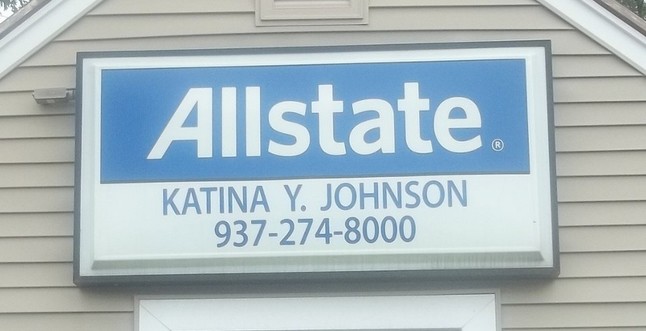 Allstate®
KATINA Y. JOHNSON
937-274-8000